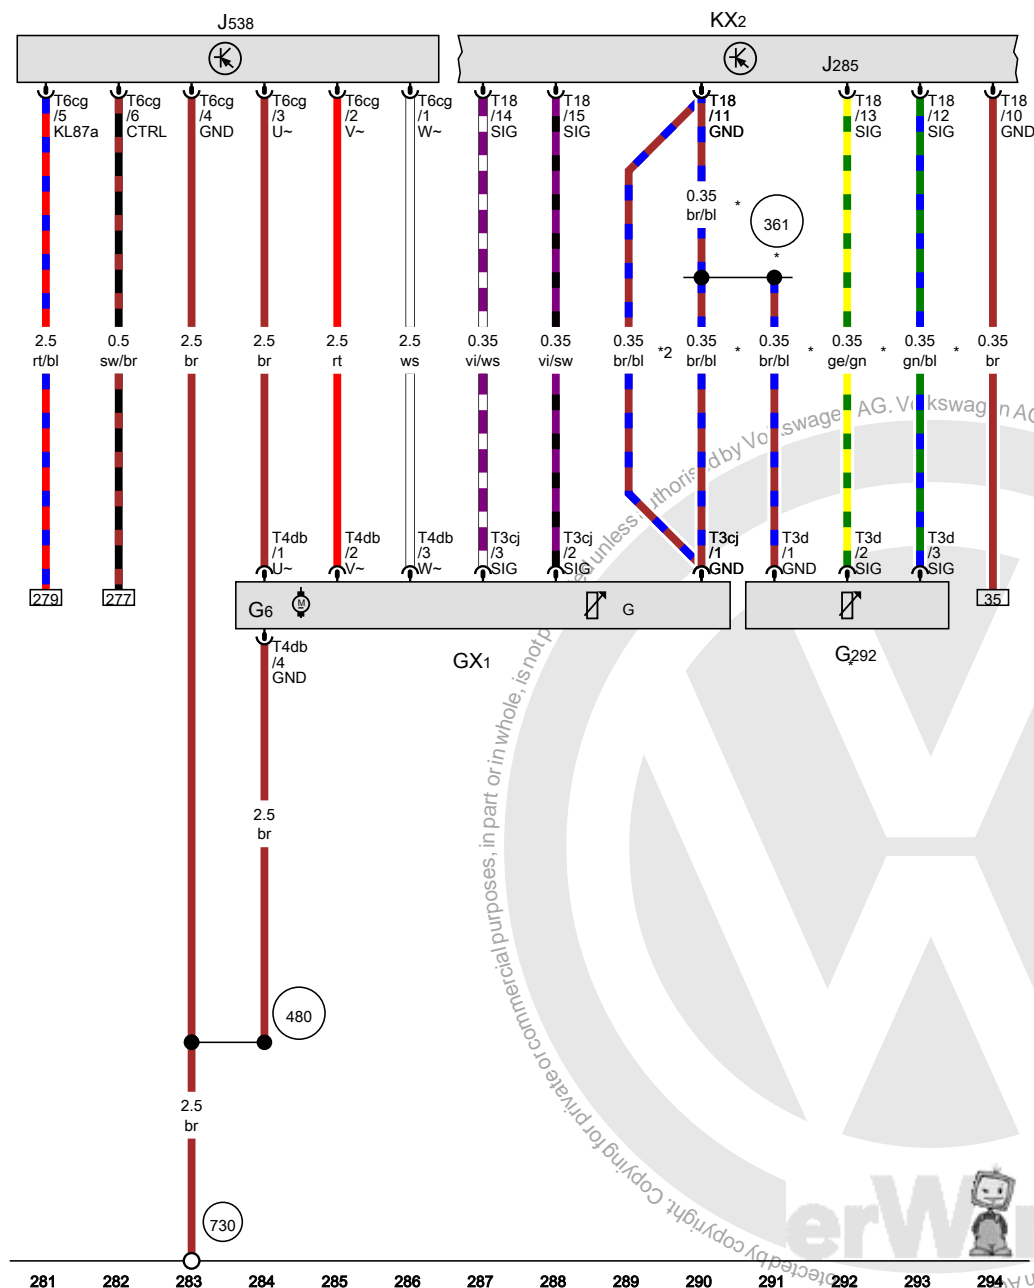 J538 KX2
J285
T6cg T6cg T6cg T6cg T6cg T6cg T18 T18 T18 T18 T18 T18
/5 /6 /4 /3 /2 /1 /14 /15 /11 /13 /12 /10
KL87a CTRL GND U~ V~ W~ SIG SIG GND SIG SIG GND
0.35 *
br/bl
361
*
2.5 0.5 2.5 2.5 2.5 2.5 0.35 0.35 0.35 0.35 0.35 0.35 0.35 0.35
rt/bl sw/br br br rt ws vi/ws vi/sw br/bl *2 br/bl * br/bl * ge/gn * gn/bl * br
T4db T4db T4db T3cj T3cj T3cj T3d T3d T3d
/1 /2 /3 /3 /2 /1 /1 /2 /3
U~ V~ W~ SIG SIG GND GND SIG SIG
279 277 35
G6 M G
T4db
/4
GND
GX1 G292
*
2.5
br
480
2.5
br
730
281 282 283 284 285 286 287 288 289 290 291 292 293 294
erWi